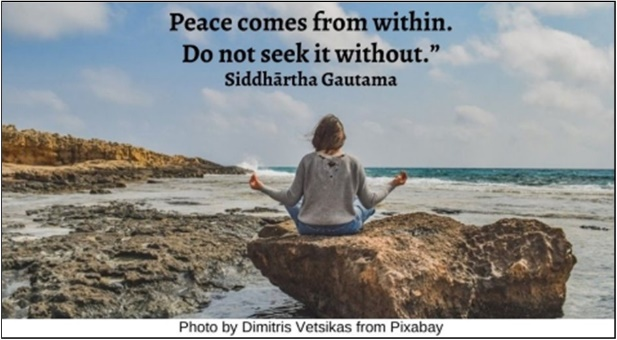 Peace comes from within.
Do not seek it without.”
Siddhārtha Gautama
Photo by Dimitris Vetsikas from Pixabay